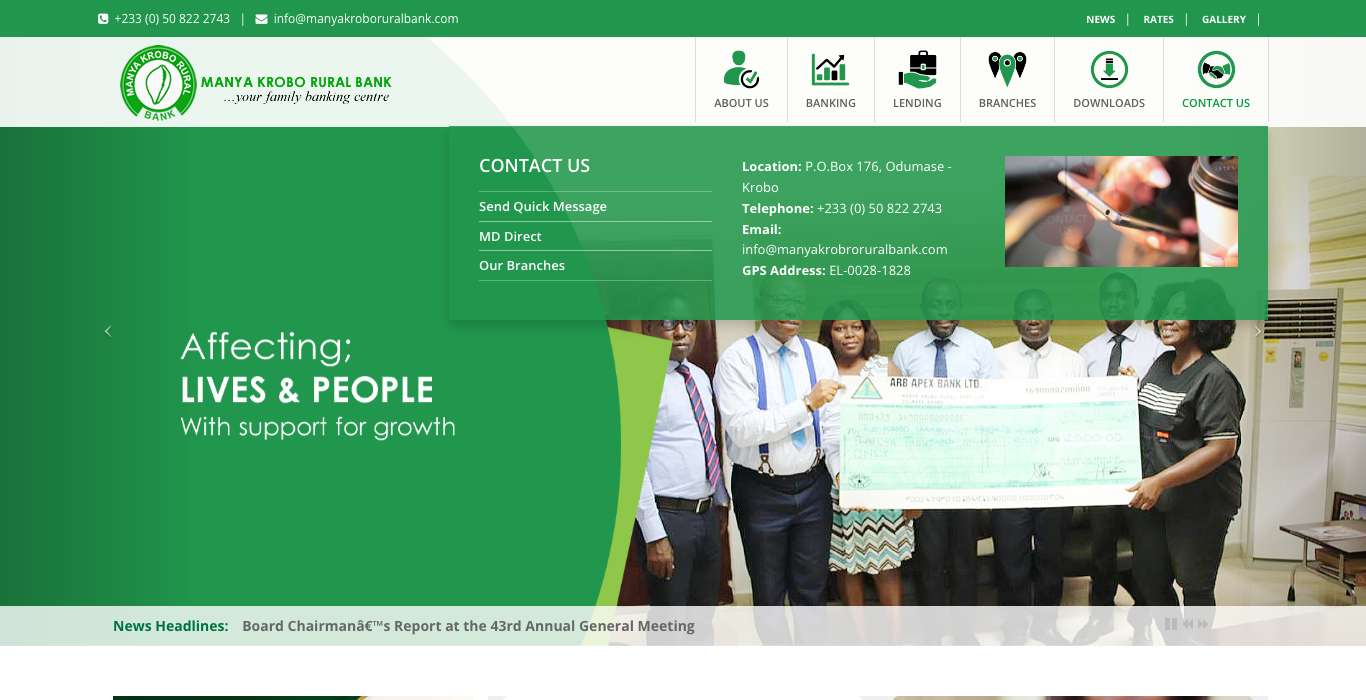 +233 (0) 50 822 2743 | info@manyakroboruralbank.com
NEWS | RATES | GALLERY |
MANYA KROBO RURAL
BANK
MANYA KROBO RURAL BANK
...your family banking centre
ABOUT US
BANKING
LENDING
BRANCHES
DOWNLOADS
CONTACT US
CONTACT US
Send Quick Message
MD Direct
Our Branches
Location: P.O.Box 176, Odumase -
Krobo
Telephone: +233 (0) 50 822 2743
Email:
info@manyakrobroruralbank.com
GPS Address: EL-0028-1828
CONTACT
Affecting;
LIVES & PEOPLE
With support for growth
ARB APEX BANK LTD.
News Headlines: Board Chairmanâ€™s Report at the 43rd Annual General Meeting